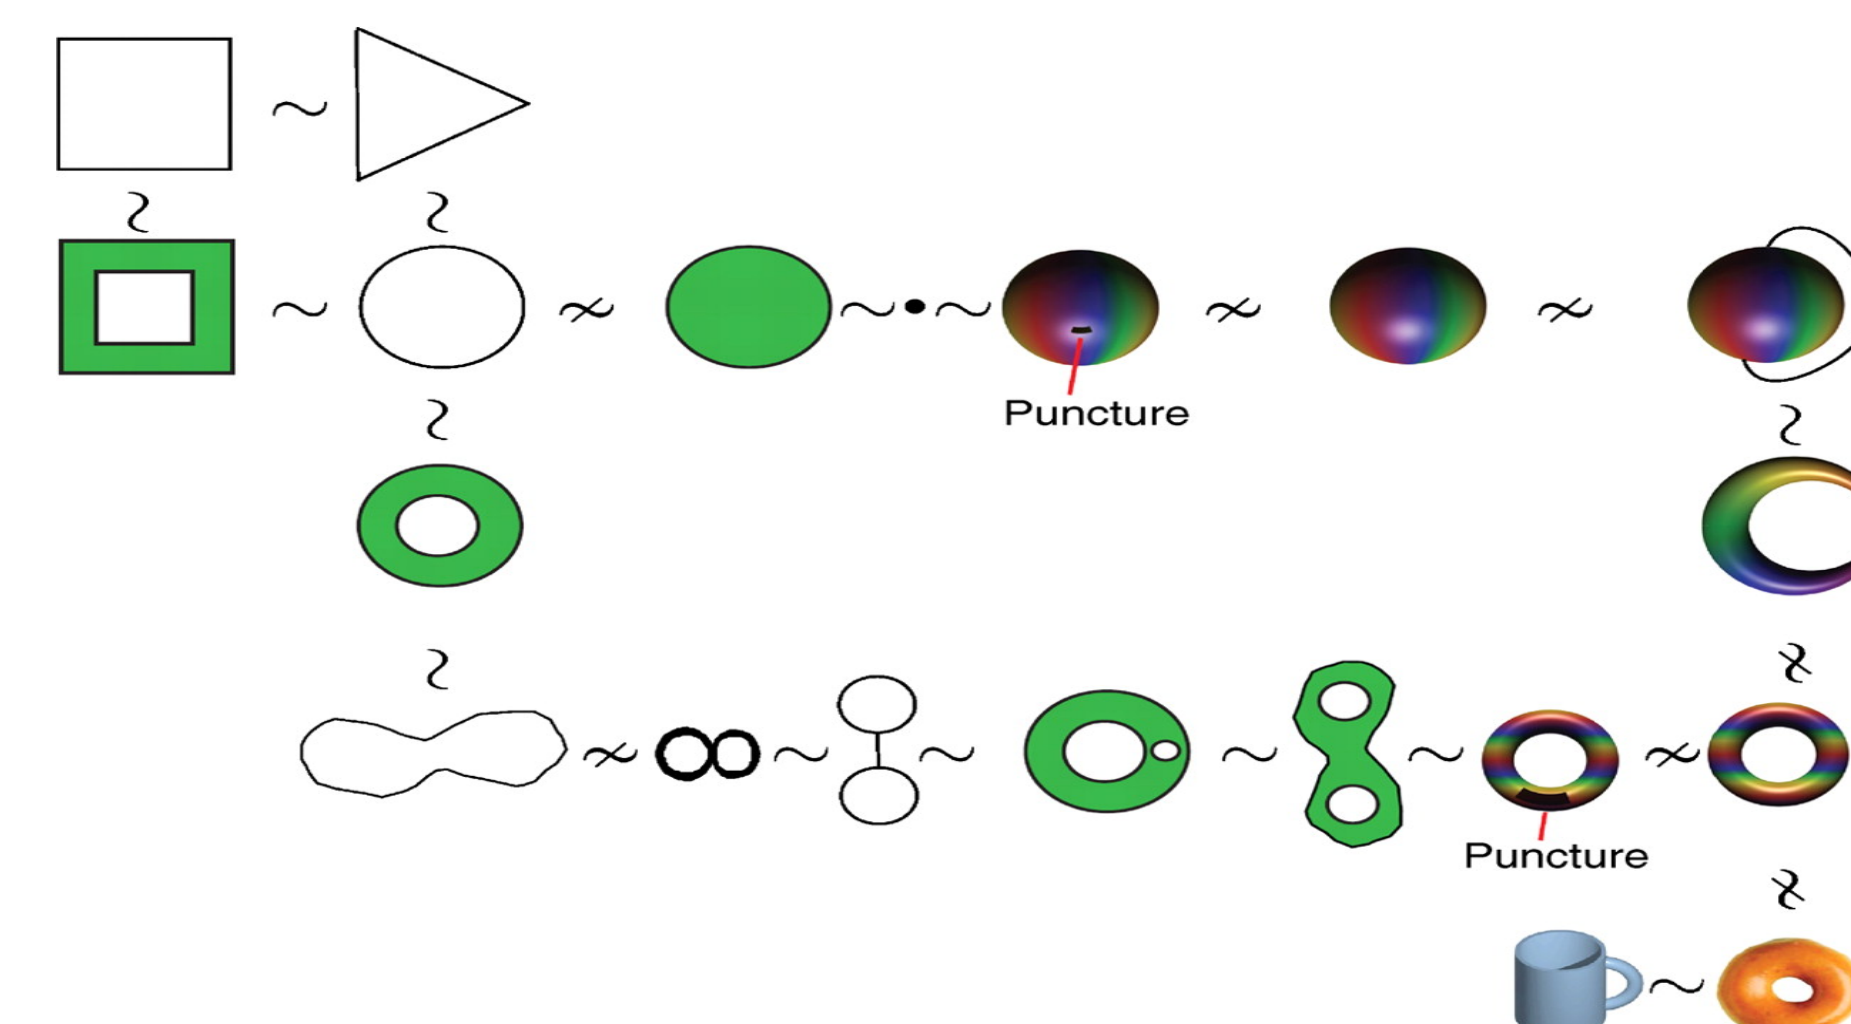 ~
~ ~
~ ≁ ~ • ~ ≁ ≁
~ ~
~ ≁
≁ ~ ~ ~ ~ ≁
Puncture
Puncture
≁
~